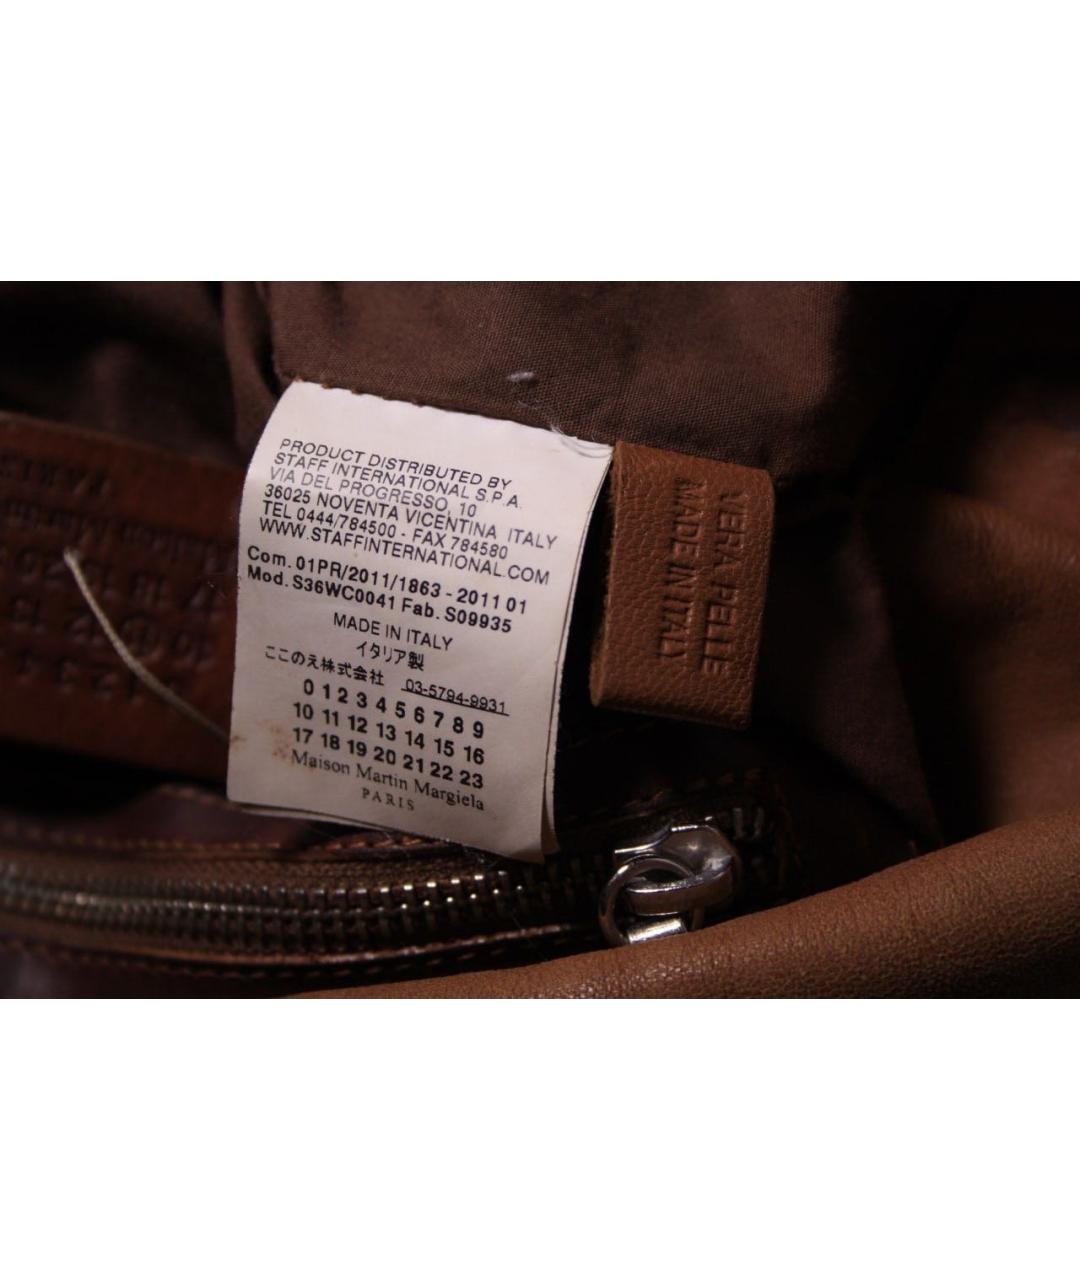 PRODUCT DISTRIBUTED BY
STAFF INTERNATIONAL S.P.A.
VIA DEL PROGRESSO, 10
36025 NOVENTA VICENTINA ITALY
TEL 0444/784500 - FAX 784580
WWW.STAFFINTERNATIONAL.COM
Com. 01PR/2011/1863 - 2011 01
Mod. S36WC0041 Fab. S09935
MADE IN ITALY
イタリア製
ここのえ株式会社 03-5794-9931
0 1 2 3 4 5 6 7 8 9
10 11 12 13 14 15 16
17 18 19 20 21 22 23
Maison Martin Margiela
PARIS
VERA PELLE
MADE IN ITALY